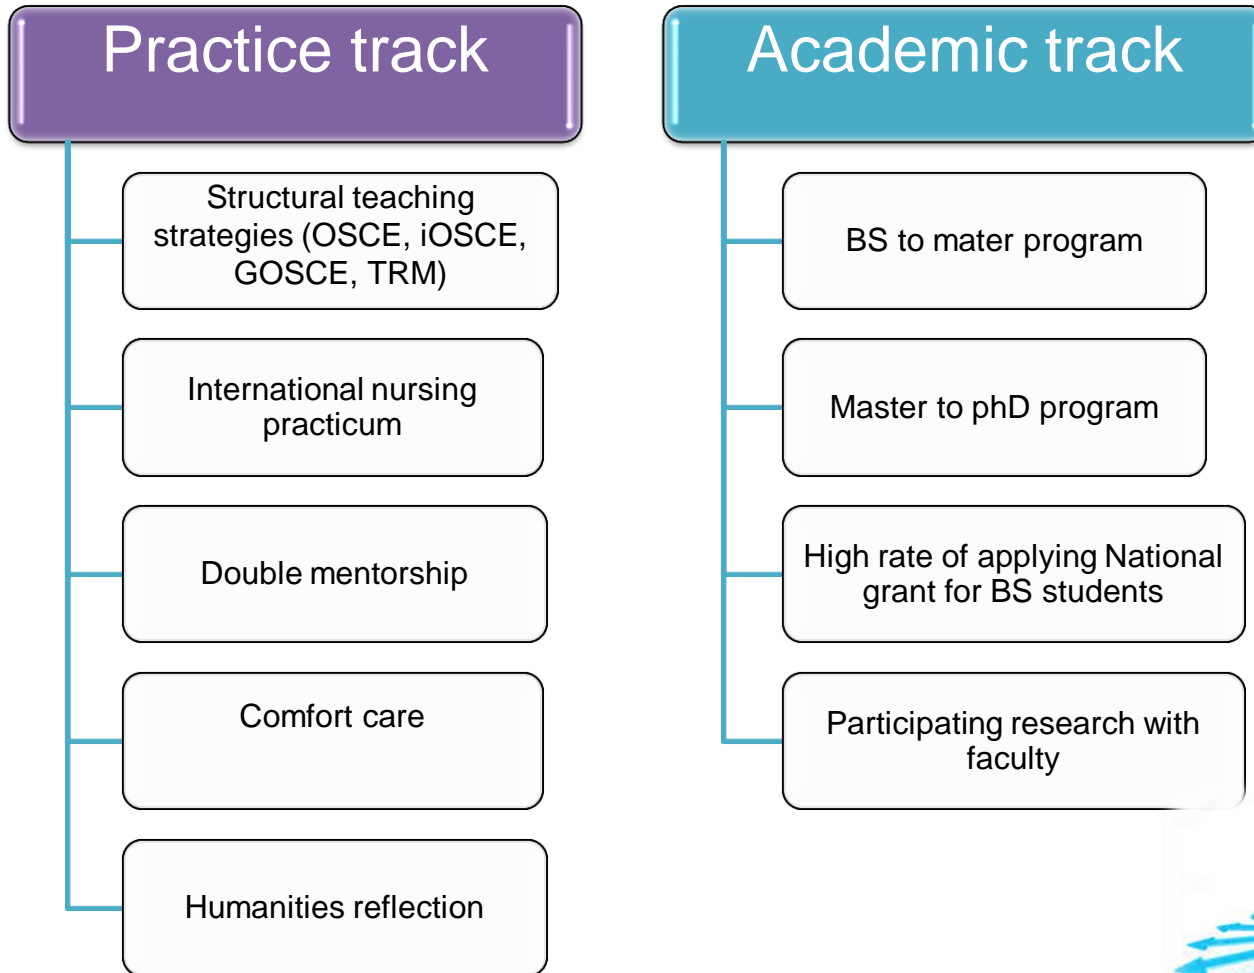 Practice track
Structural teaching
strategies (OSCE, iOSCE,
GOSCE, TRM)
International nursing
practicum
Double mentorship
Comfort care
Humanities reflection
Academic track
BS to mater program
Master to phD program
High rate of applying National
grant for BS students
Participating research with
faculty